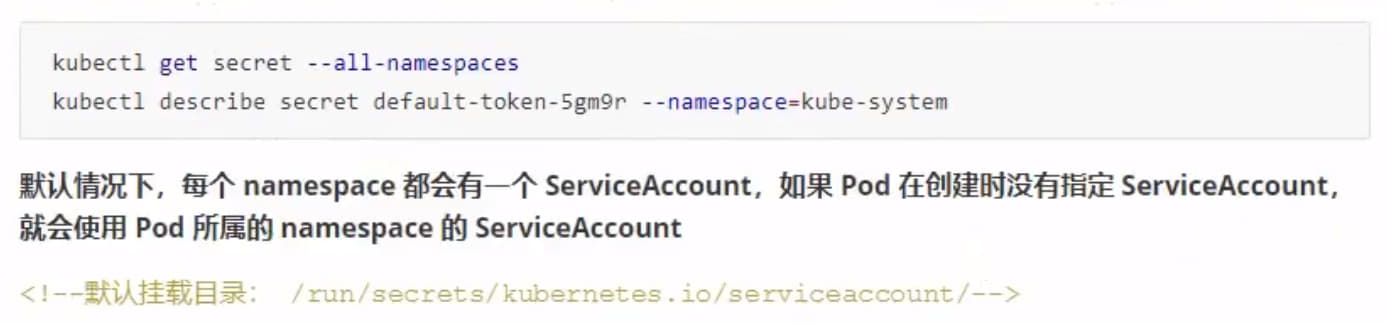 kubectl get secret --all-namespaces
kubectl describe secret default-token-5gm9r --namespace=kube-system
默认情况下，每个 namespace 都会有一个 ServiceAccount，如果 Pod 在创建时没有指定 ServiceAccount，
就会使用 Pod 所属的 namespace 的 ServiceAccount
<!--默认挂载目录： /run/secrets/kubernetes.io/serviceaccount/-->